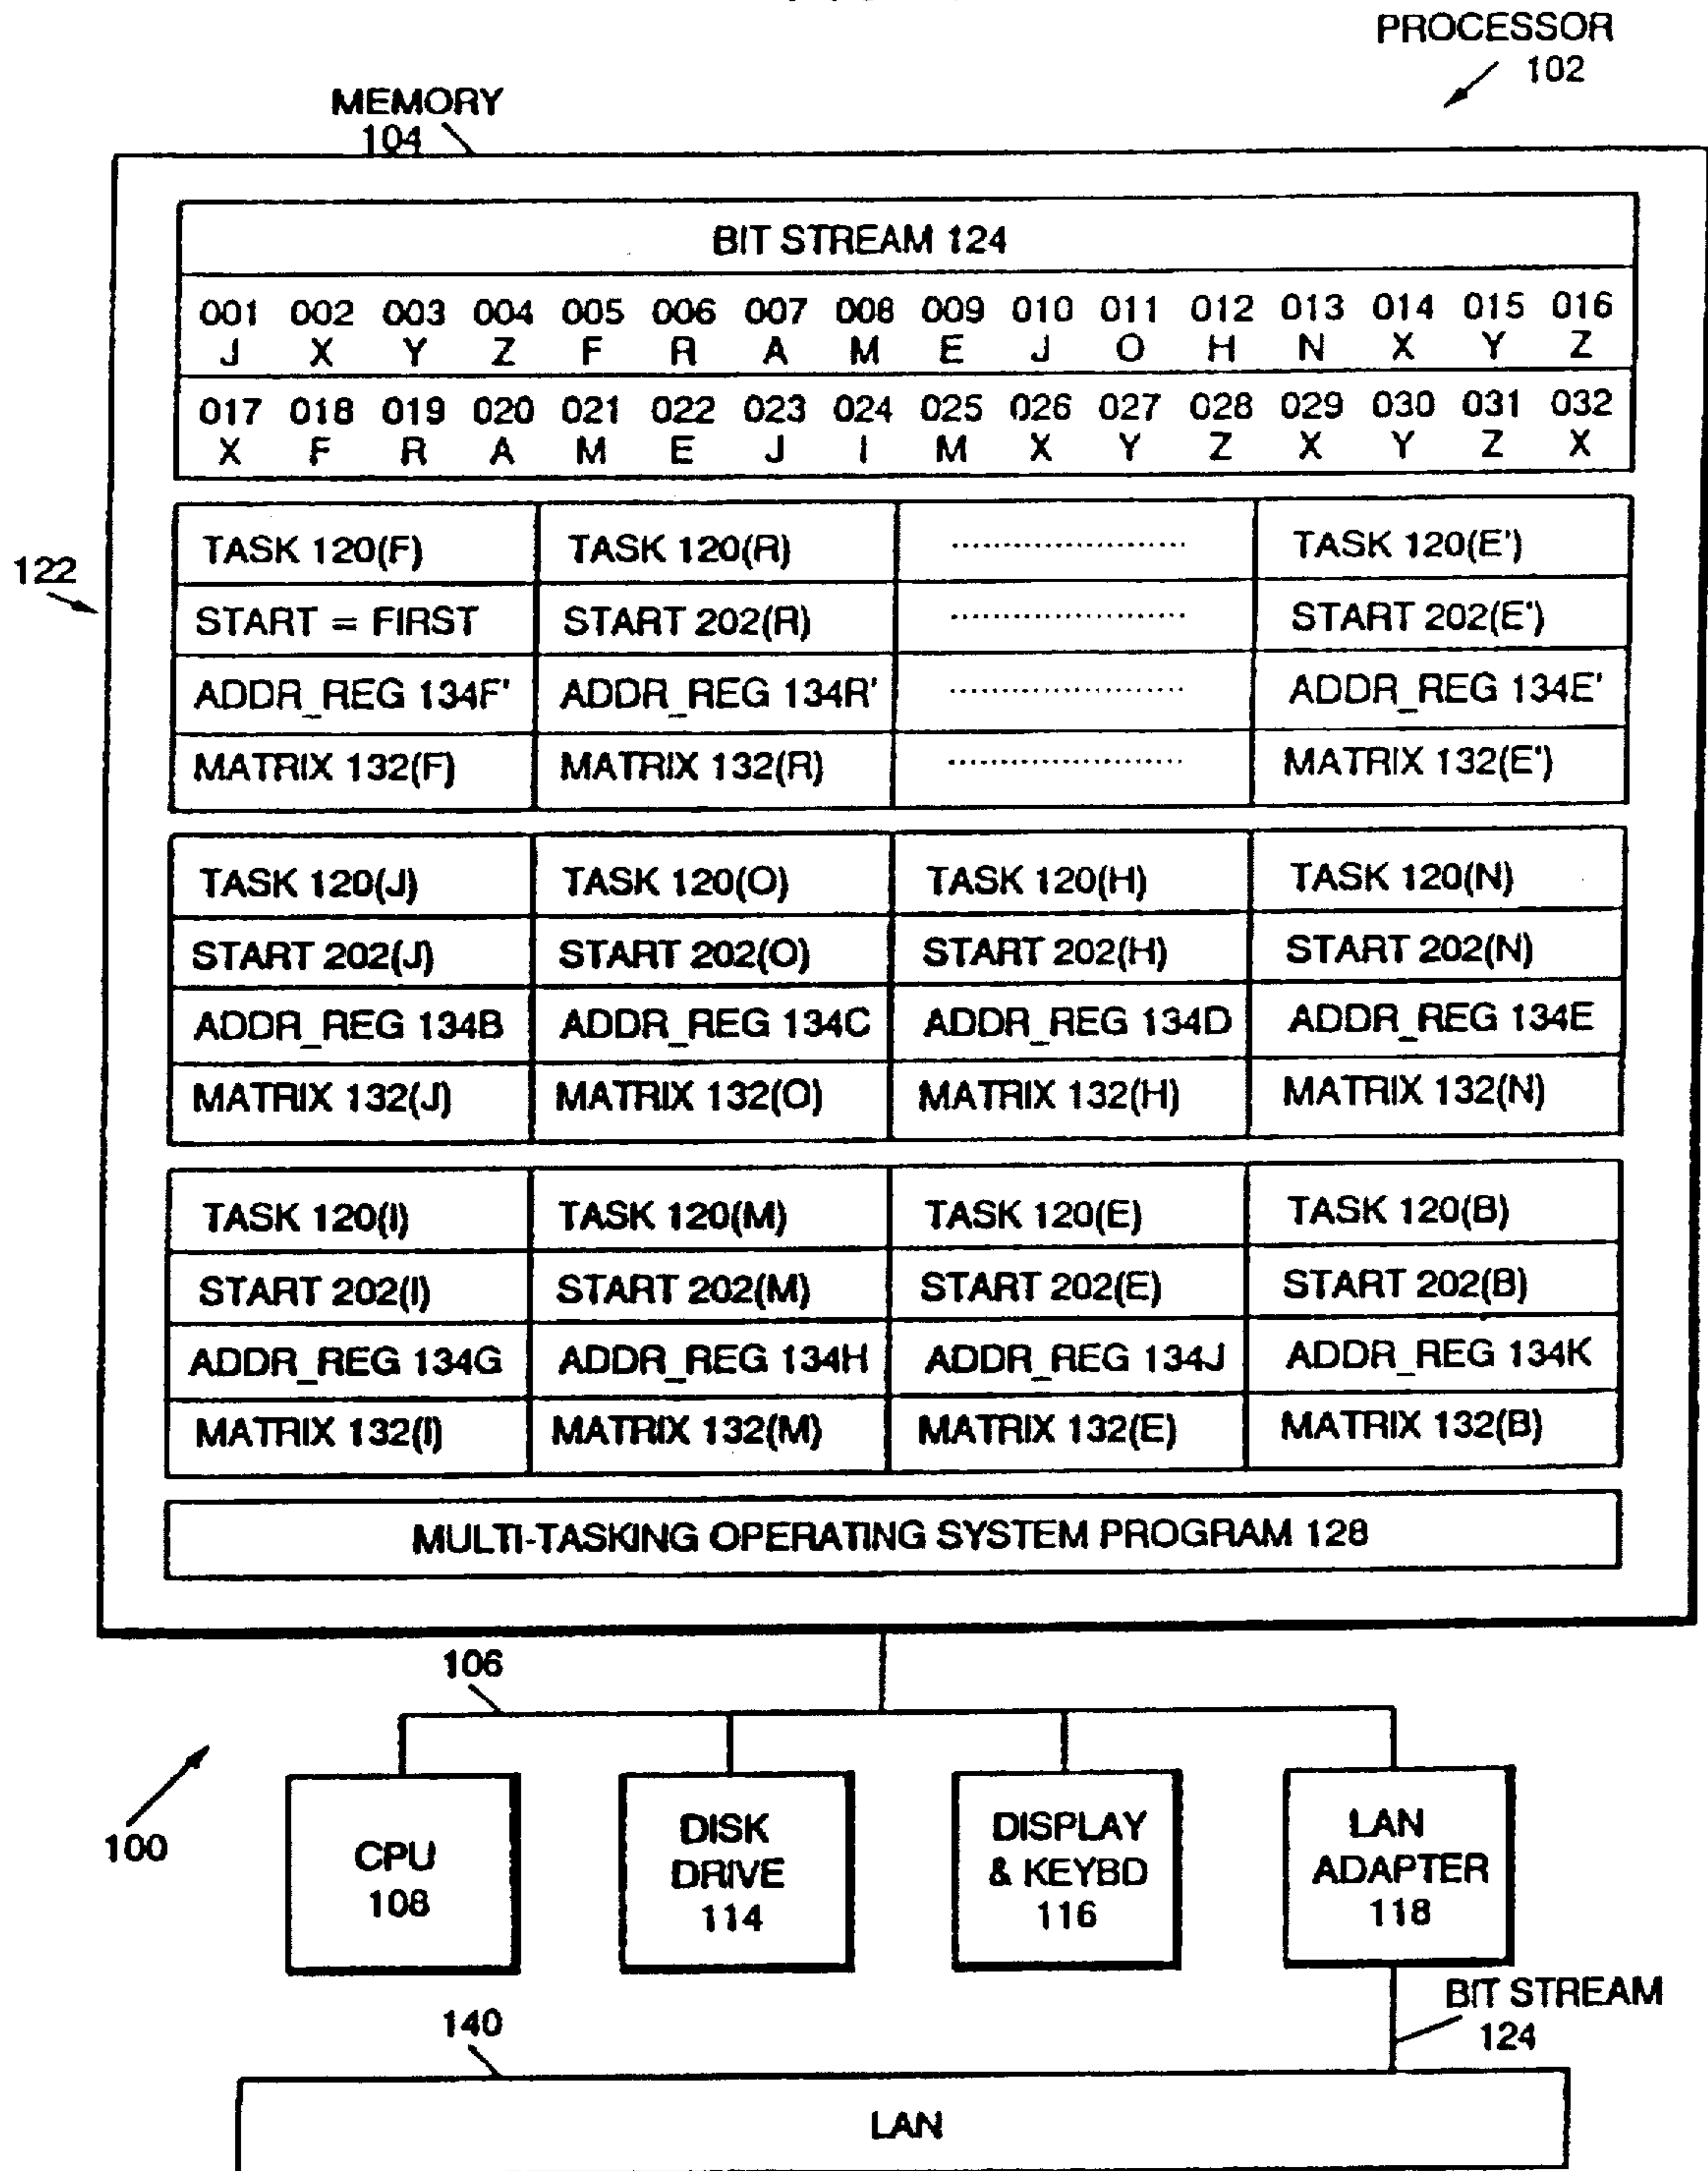 PROCESSOR
102
MEMORY
104
BIT STREAM 124
001 002 003 004 005 006 007 008 009 010 011 012 013 014 015 016
J X Y Z F R A M E J O H N X Y Z
017 018 019 020 021 022 023 024 025 026 027 028 029 030 031 032
X F R A M E J I M X Y Z X Y Z X
122
TASK 120(F) TASK 120(R) ........................ TASK 120(E')
START = FIRST START 202(R) ........................ START 202(E')
ADDR_REG 134F' ADDR_REG 134R' ........................ ADDR_REG 134E'
MATRIX 132(F) MATRIX 132(R) ........................ MATRIX 132(E')
TASK 120(J) TASK 120(O) TASK 120(H) TASK 120(N)
START 202(J) START 202(O) START 202(H) START 202(N)
ADDR_REG 134B ADDR_REG 134C ADDR_REG 134D ADDR_REG 134E
MATRIX 132(J) MATRIX 132(O) MATRIX 132(H) MATRIX 132(N)
TASK 120(I) TASK 120(M) TASK 120(E) TASK 120(B)
START 202(I) START 202(M) START 202(E) START 202(B)
ADDR_REG 134G ADDR_REG 134H ADDR_REG 134J ADDR_REG 134K
MATRIX 132(I) MATRIX 132(M) MATRIX 132(E) MATRIX 132(B)
MULTI-TASKING OPERATING SYSTEM PROGRAM 128
106
100
CPU
108
DISK
DRIVE
114
DISPLAY
& KEYBD
116
LAN
ADAPTER
118
BIT STREAM
124
140
LAN